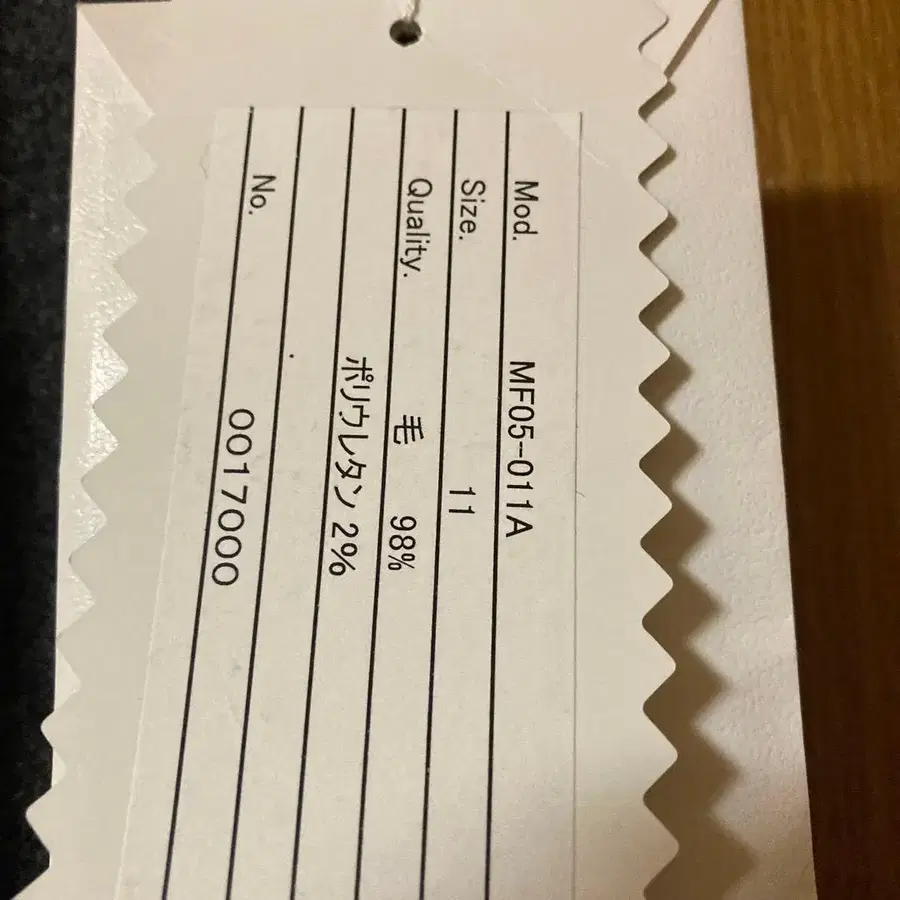 Mod. MF05-011A
Size. 11
Quality. 毛 98%
ポリウレタン 2%
No. 0017000